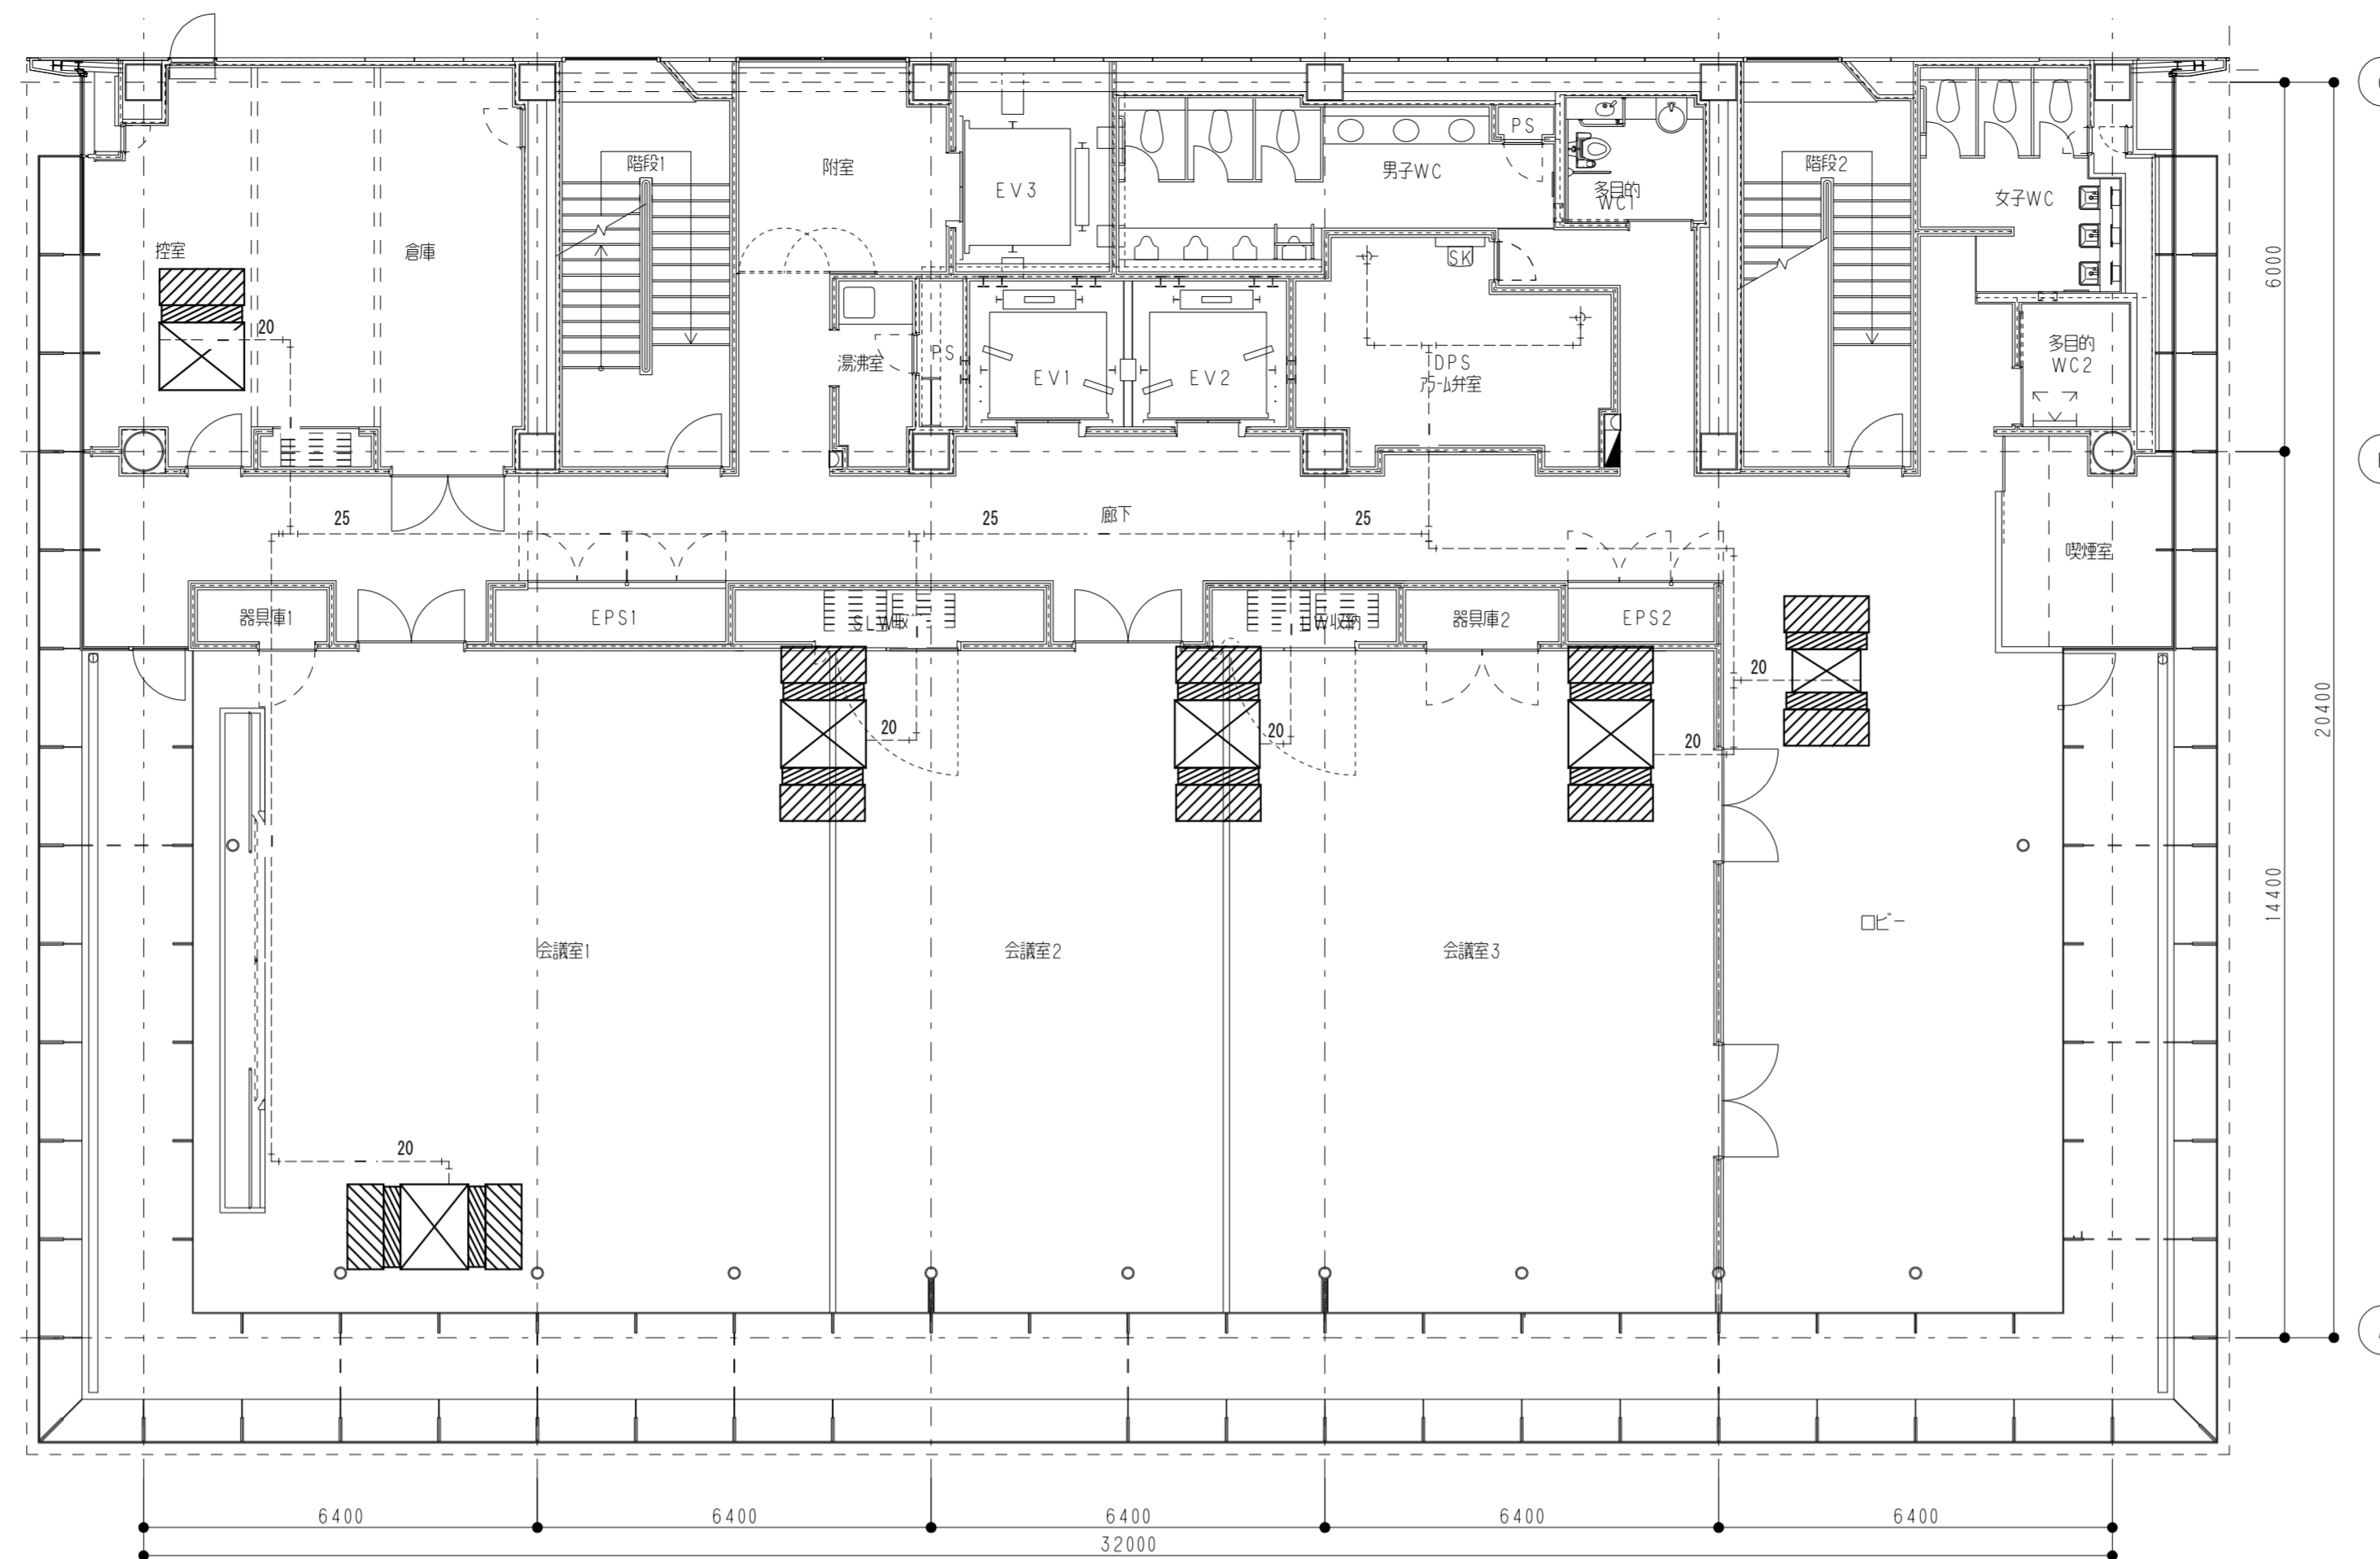 階段1
附室
EV3
男子WC
PS
多目的
WC1
階段2
女子WC
控室
倉庫
SK
6000
20
湯沸室
PS
EV1
EV2
DPS
アラーム弁室
多目的
WC2
25
25
廊下
25
喫煙室
器具庫1
EPS1
SLW収
器具庫2
EPS2
20
20
20
20
20400
14400
会議室1
会議室2
会議室3
ロビー
20
6400
6400
6400
6400
6400
32000